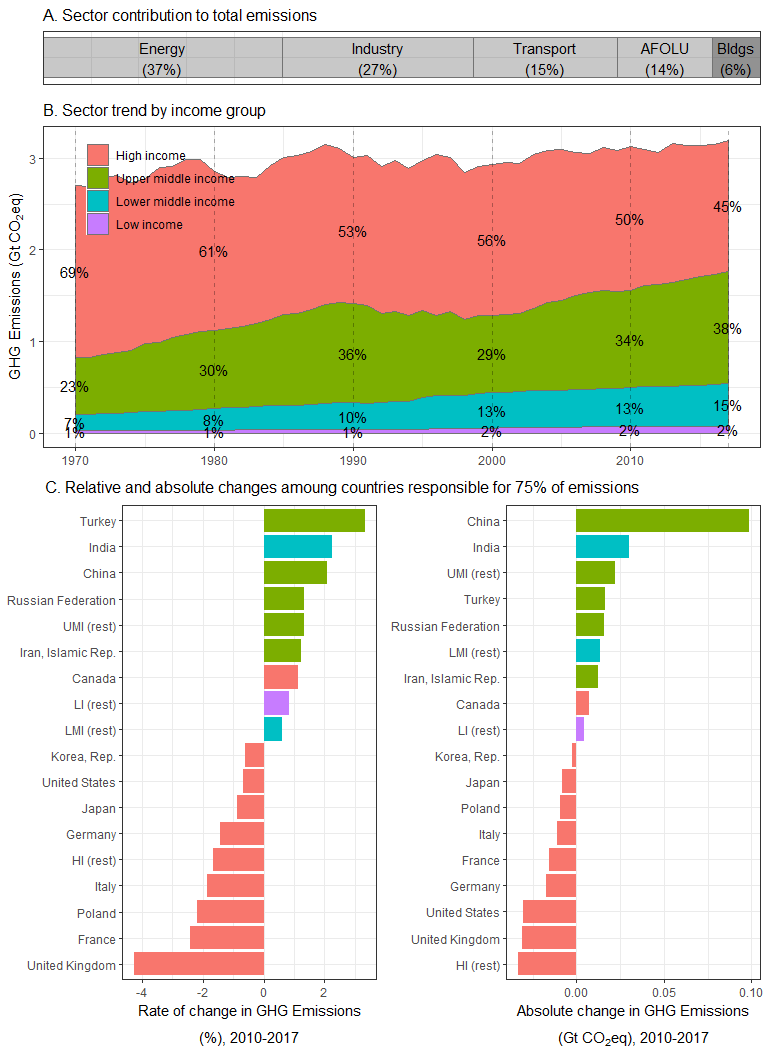 A. Sector contribution to total emissions
Energy Industry Transport AFOLU Bldgs
(37%) (27%) (15%) (14%) (6%)
B. Sector trend by income group
GHG Emissions (Gt CO₂eq)
3
2
1
0
High income
Upper middle income
Lower middle income
Low income
69% 61% 53% 56% 50% 45%
23% 30% 36% 29% 34% 38%
7% 8% 10% 13% 13% 15%
1% 1% 1% 2% 2% 2%
1970 1980 1990 2000 2010
C. Relative and absolute changes amoung countries responsible for 75% of emissions
Turkey
India
China
Russian Federation
UMI (rest)
Iran, Islamic Rep.
Canada
LI (rest)
LMI (rest)
Korea, Rep.
United States
Japan
Germany
HI (rest)
Italy
Poland
France
United Kingdom
-4 -2 0 2
Rate of change in GHG Emissions
(%), 2010-2017
China
India
UMI (rest)
Turkey
Russian Federation
LMI (rest)
Iran, Islamic Rep.
Canada
LI (rest)
Korea, Rep.
Japan
Poland
Italy
France
Germany
United States
United Kingdom
HI (rest)
0.00 0.05 0.10
Absolute change in GHG Emissions
(Gt CO₂eq), 2010-2017